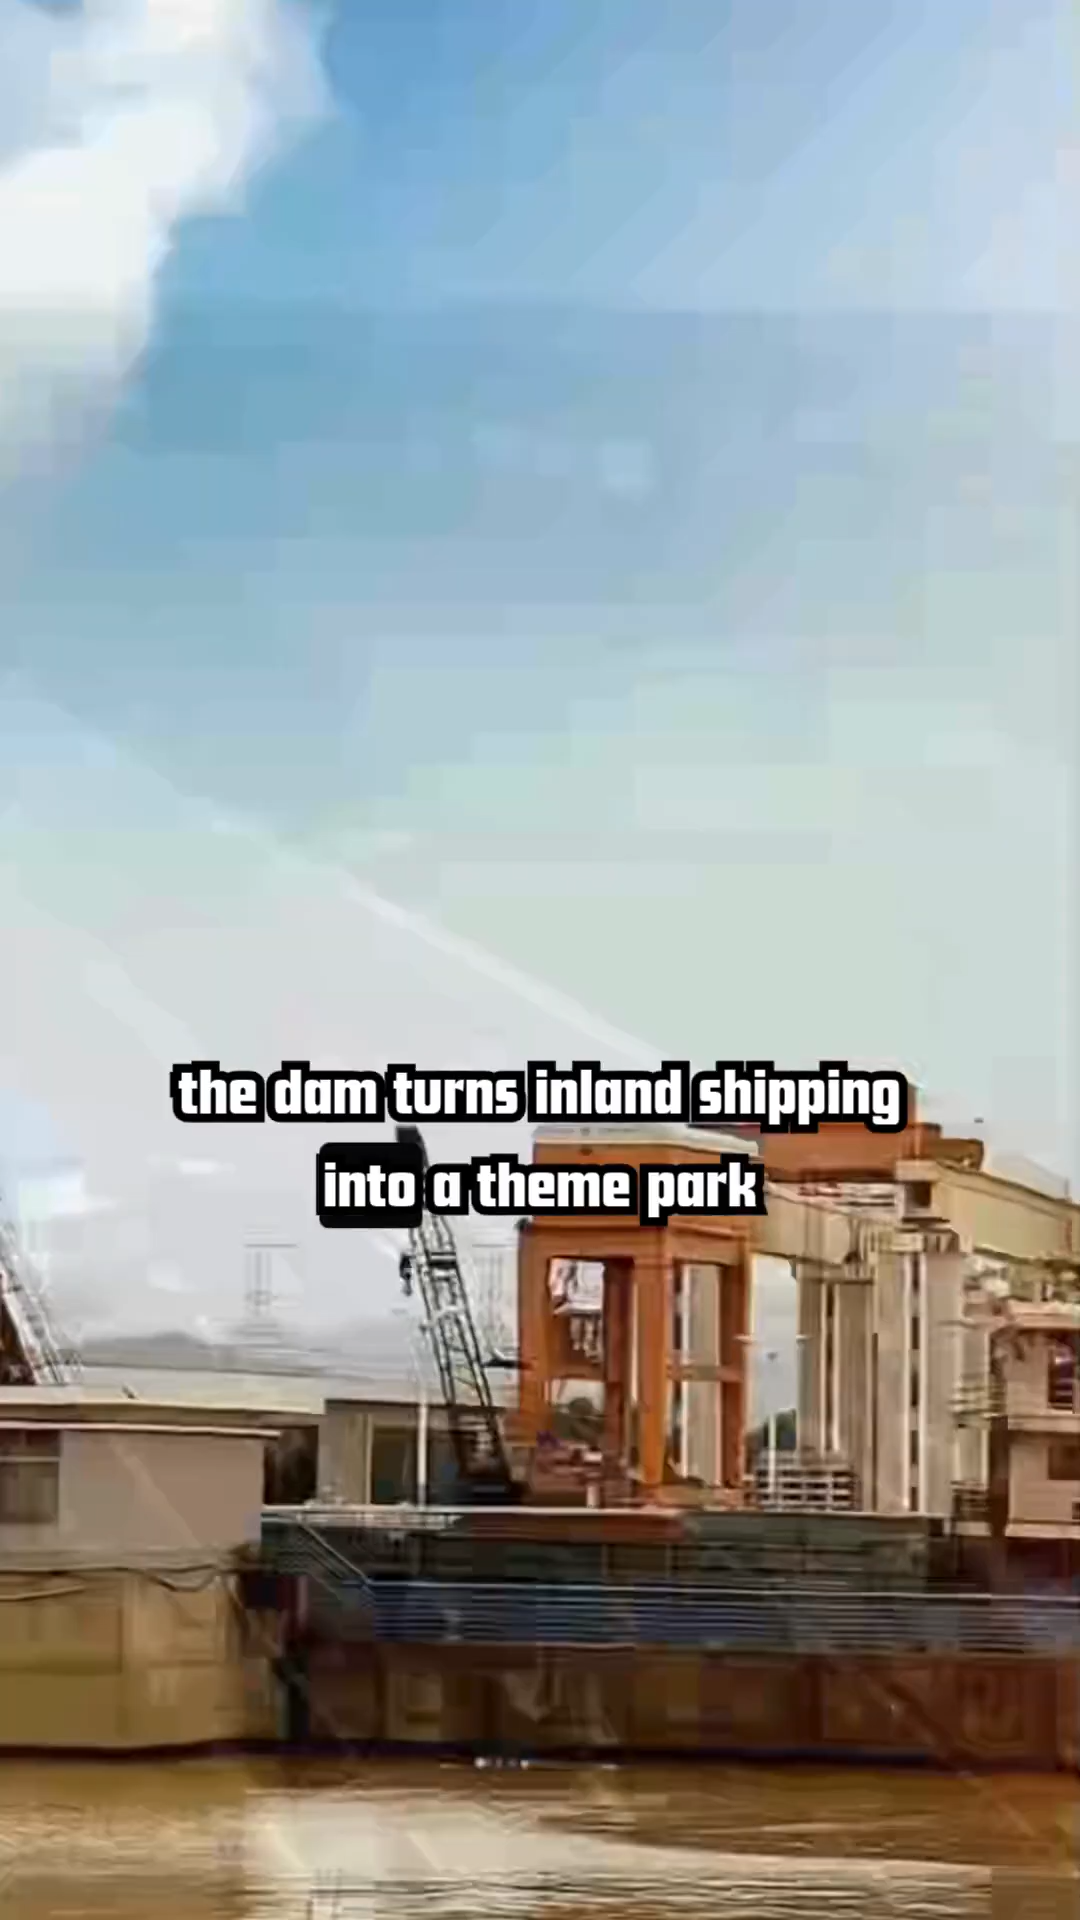 the dam turns inland shipping
into a theme park